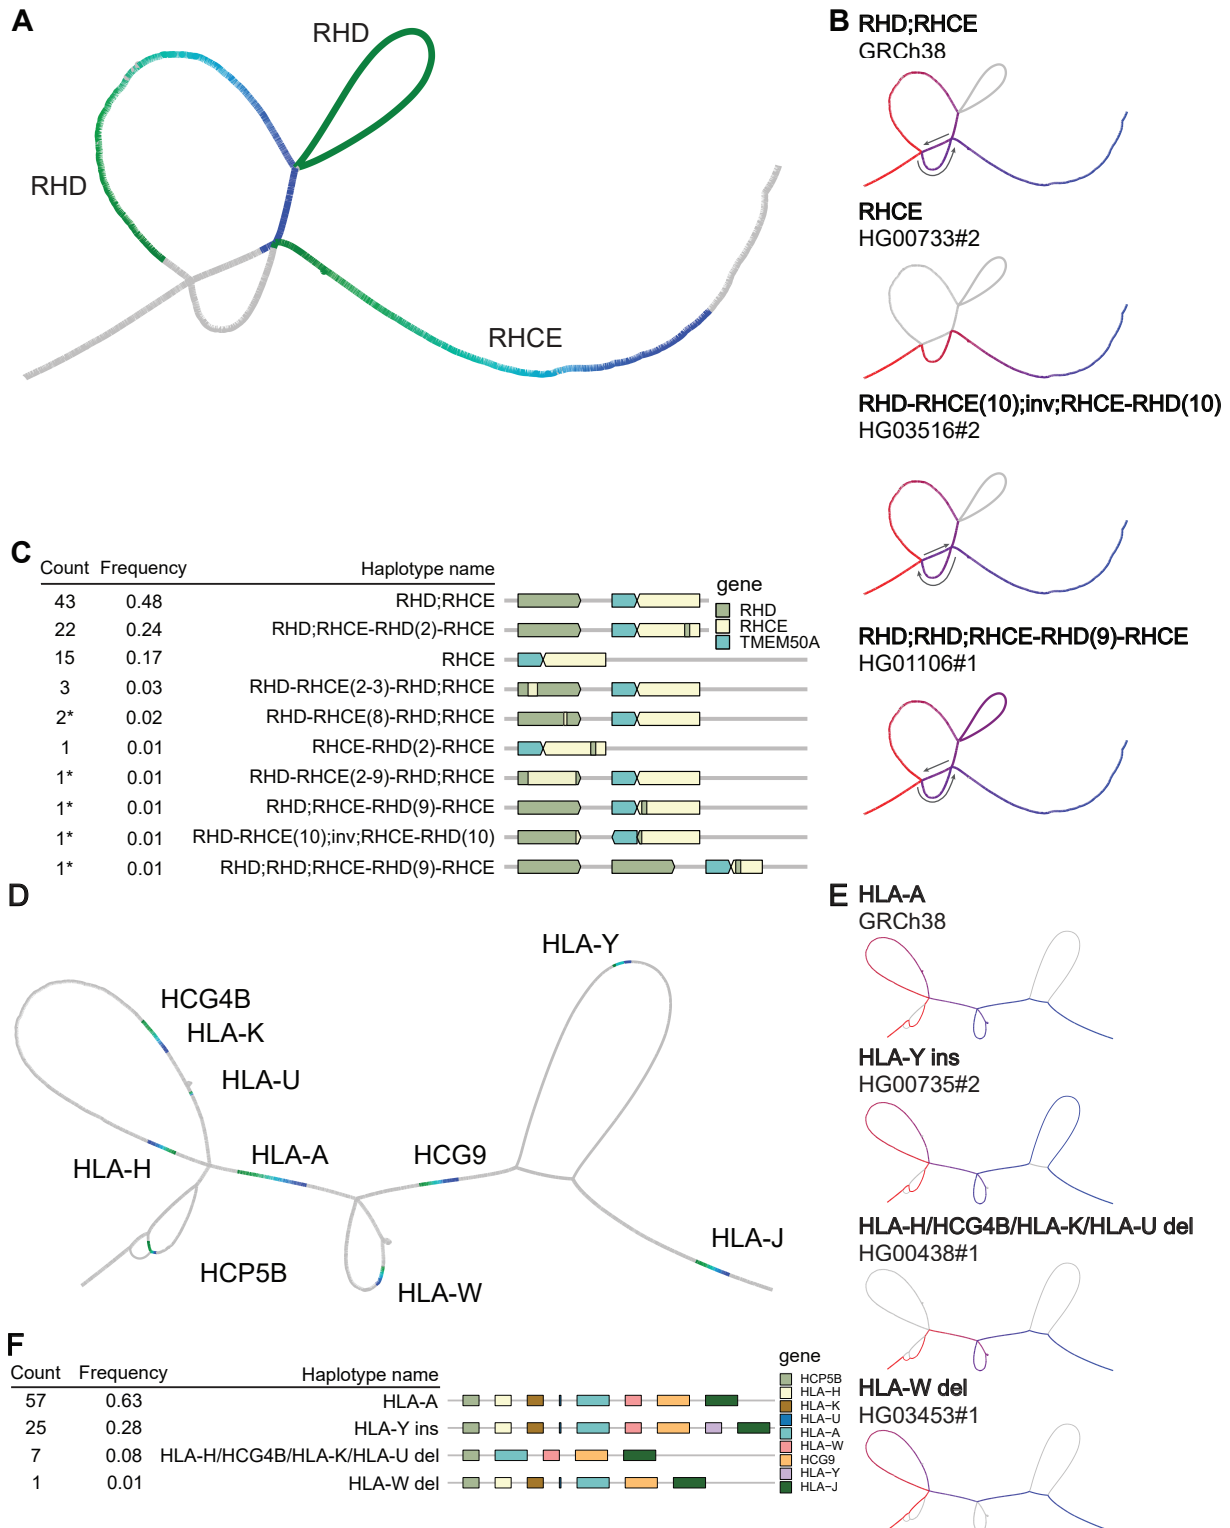 A
RHD
RHD
RHCE
B
RHD;RHCE
GRCh38
RHCE
HG00733#2
RHD-RHCE(10);inv;RHCE-RHD(10)
HG03516#2
RHD;RHD;RHCE-RHD(9)-RHCE
HG01106#1
C
Count Frequency Haplotype name
43 0.48 RHD;RHCE
22 0.24 RHD;RHCE-RHD(2)-RHCE
15 0.17 RHCE
3 0.03 RHD-RHCE(2-3)-RHD;RHCE
2* 0.02 RHD-RHCE(8)-RHD;RHCE
1 0.01 RHCE-RHD(2)-RHCE
1* 0.01 RHD-RHCE(2-9)-RHD;RHCE
1* 0.01 RHD;RHCE-RHD(9)-RHCE
1* 0.01 RHD-RHCE(10);inv;RHCE-RHD(10)
1* 0.01 RHD;RHD;RHCE-RHD(9)-RHCE
gene
RHD
RHCE
TMEM50A
D
HLA-Y
HCG4B
HLA-K
HLA-U
HLA-H
HLA-A
HCG9
HCP5B
HLA-W
HLA-J
E
HLA-A
GRCh38
HLA-Y ins
HG00735#2
HLA-H/HCG4B/HLA-K/HLA-U del
HG00438#1
HLA-W del
HG03453#1
F
Count Frequency Haplotype name
57 0.63 HLA-A
25 0.28 HLA-Y ins
7 0.08 HLA-H/HCG4B/HLA-K/HLA-U del
1 0.01 HLA-W del
gene
HCP5B
HLA-H
HLA-K
HLA-U
HLA-A
HLA-W
HCG9
HLA-Y
HLA-J